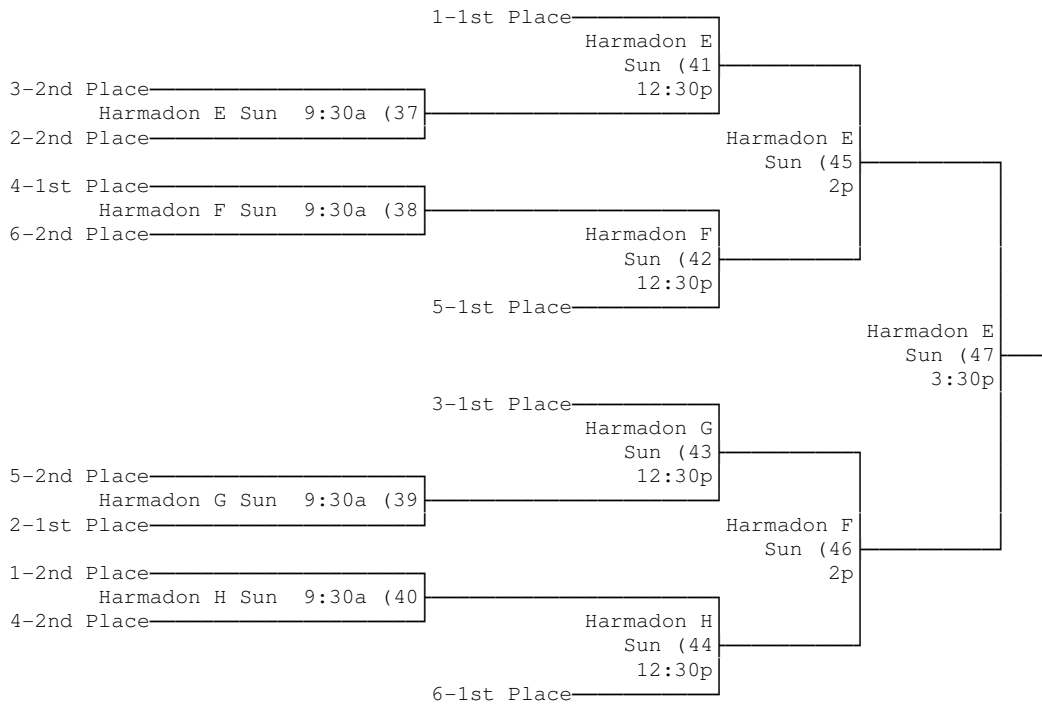 1-1st Place
Harmadon E
Sun (41
12:30p
3-2nd Place
Harmadon E Sun 9:30a (37
2-2nd Place
Harmadon E
Sun (45
2p
4-1st Place
Harmadon F Sun 9:30a (38
6-2nd Place
Harmadon F
Sun (42
12:30p
5-1st Place
Harmadon E
Sun (47
3:30p
3-1st Place
Harmadon G
Sun (43
12:30p
5-2nd Place
Harmadon G Sun 9:30a (39
2-1st Place
Harmadon F
Sun (46
2p
1-2nd Place
Harmadon H Sun 9:30a (40
4-2nd Place
Harmadon H
Sun (44
12:30p
6-1st Place